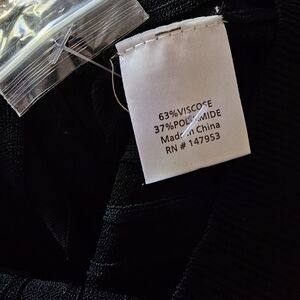 63%VISCOSE
37%POLYAMIDE
Made in China
RN # 147953